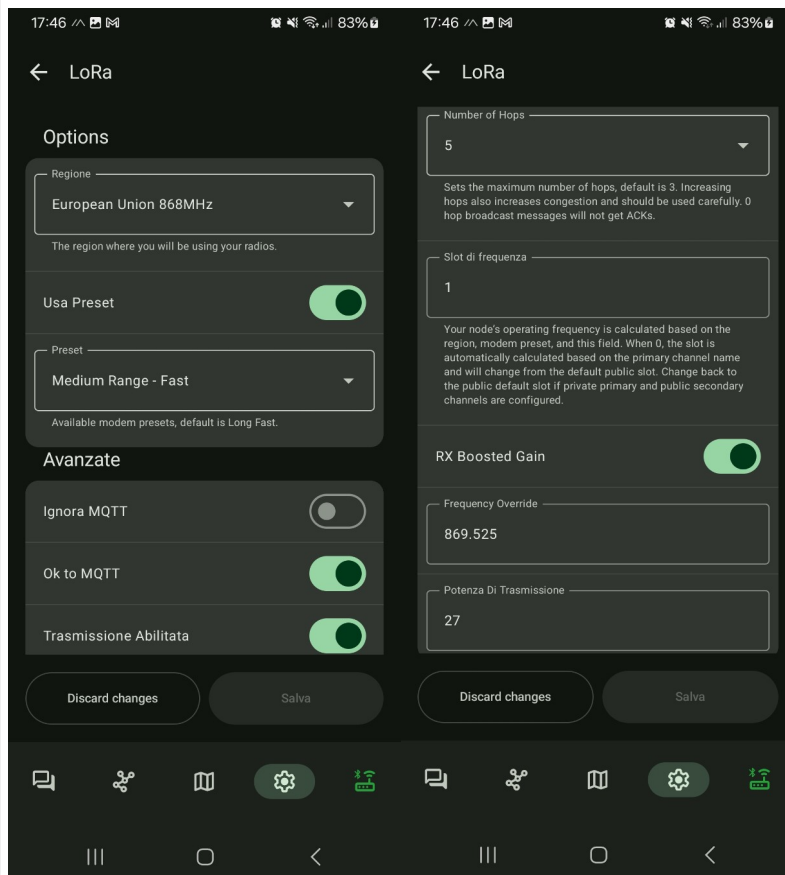 17:46
83%
LoRa
Options
Regione
European Union 868MHz
The region where you will be using your radios.
Usa Preset
Preset
Medium Range - Fast
Available modem presets, default is Long Fast.
Avanzate
Ignora MQTT
Ok to MQTT
Trasmissione Abilitata
Discard changes
Salva
17:46
83%
LoRa
Number of Hops
5
Sets the maximum number of hops, default is 3. Increasing
hops also increases congestion and should be used carefully. 0
hop broadcast messages will not get ACKs.
Slot di frequenza
1
Your node's operating frequency is calculated based on the
region, modem preset, and this field. When 0, the slot is
automatically calculated based on the primary channel name
and will change from the default public slot. Change back to
the public default slot if private primary and public secondary
channels are configured.
RX Boosted Gain
Frequency Override
869.525
Potenza Di Trasmissione
27
Discard changes
Salva